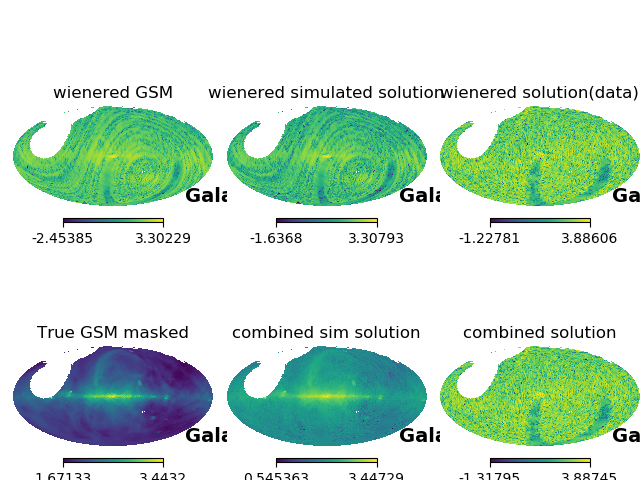 wienered GSM
wienered simulated solution
wienered solution(data)
Gala
Gala
Ga
-2.45385 3.30229
-1.6368 3.30793
-1.22781 3.88606
True GSM masked
combined sim solution
combined solution
Gala
Gala
Ga
1.67133 3.4432
0.545363 3.44729
-1.31795 3.88745